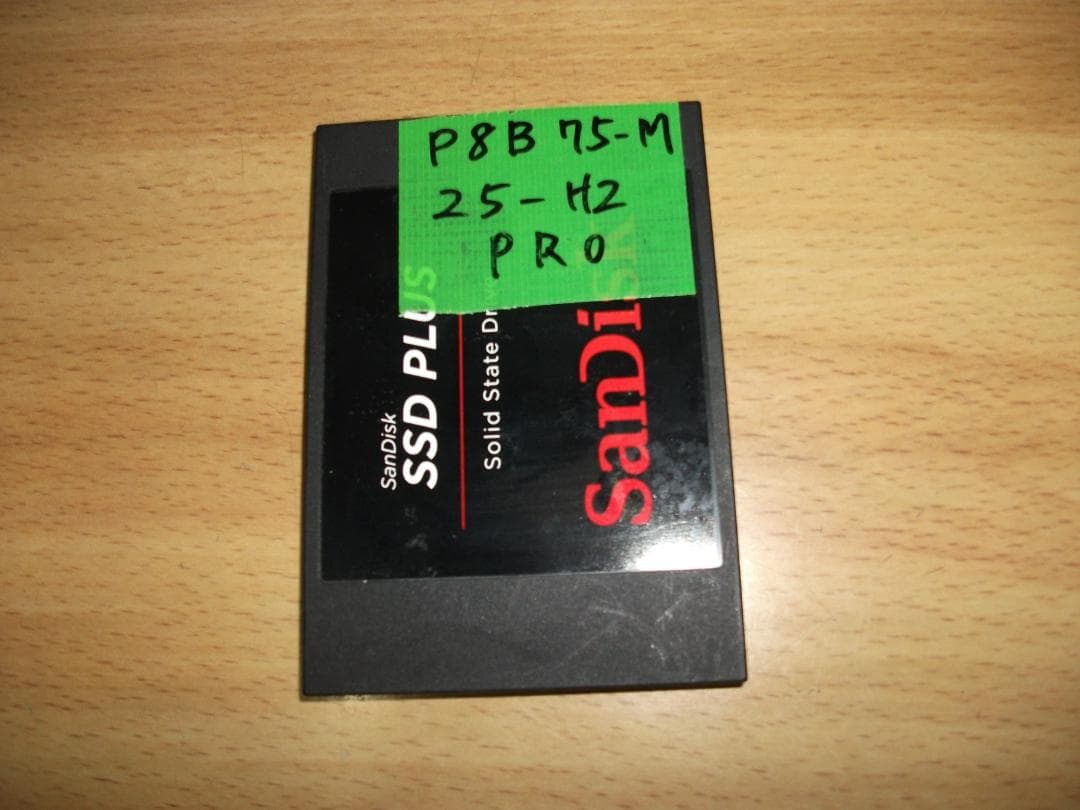 P8B 75-M
25-H2
PRO
SanDisk
SSD PLUS
Solid State Drive
SanDisk